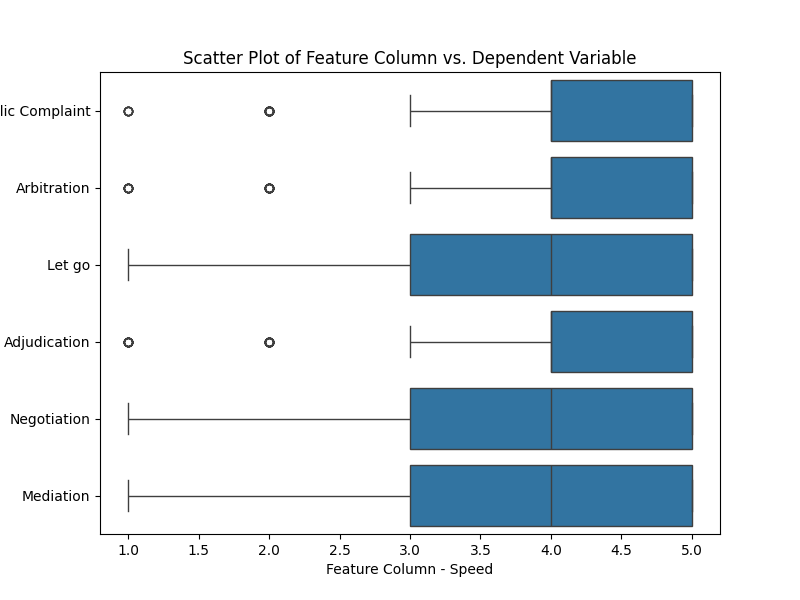 Scatter Plot of Feature Column vs. Dependent Variable
lic Complaint
Arbitration
Let go
Adjudication
Negotiation
Mediation
1.0 1.5 2.0 2.5 3.0 3.5 4.0 4.5 5.0
Feature Column - Speed